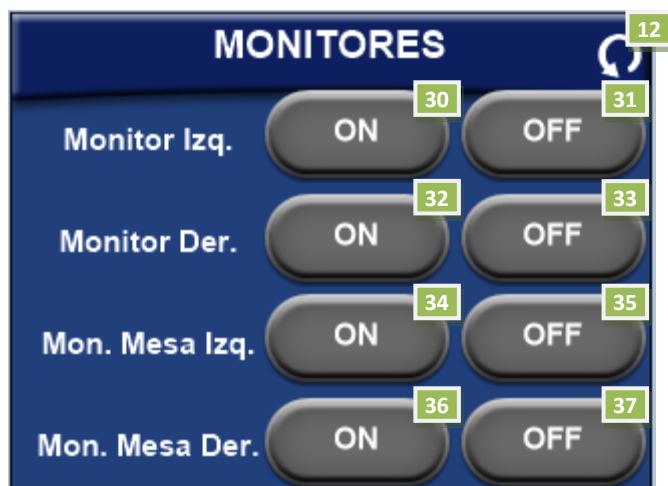 MONITORES 12
30 31
Monitor Izq. ON OFF
32 33
Monitor Der. ON OFF
34 35
Mon. Mesa Izq. ON OFF
36 37
Mon. Mesa Der. ON OFF